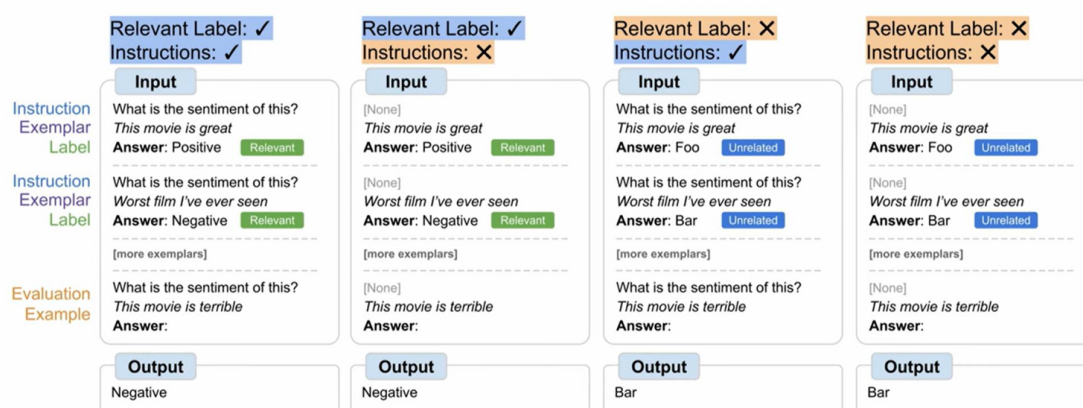 Relevant Label: ✓
Instructions: ✓
Relevant Label: ✓
Instructions: ✕
Relevant Label: ✕
Instructions: ✓
Relevant Label: ✕
Instructions: ✕
Instruction
Exemplar
Label
Instruction
Exemplar
Label
Evaluation
Example
Input
What is the sentiment of this?
This movie is great
Answer: Positive Relevant
What is the sentiment of this?
Worst film I've ever seen
Answer: Negative Relevant
[more exemplars]
What is the sentiment of this?
This movie is terrible
Answer:
Output
Negative
Input
[None]
This movie is great
Answer: Positive Relevant
[None]
Worst film I've ever seen
Answer: Negative Relevant
[more exemplars]
[None]
This movie is terrible
Answer:
Output
Negative
Input
What is the sentiment of this?
This movie is great
Answer: Foo Unrelated
What is the sentiment of this?
Worst film I've ever seen
Answer: Bar Unrelated
[more exemplars]
What is the sentiment of this?
This movie is terrible
Answer:
Output
Bar
Input
[None]
This movie is great
Answer: Foo Unrelated
[None]
Worst film I've ever seen
Answer: Bar Unrelated
[more exemplars]
[None]
This movie is terrible
Answer:
Output
Bar